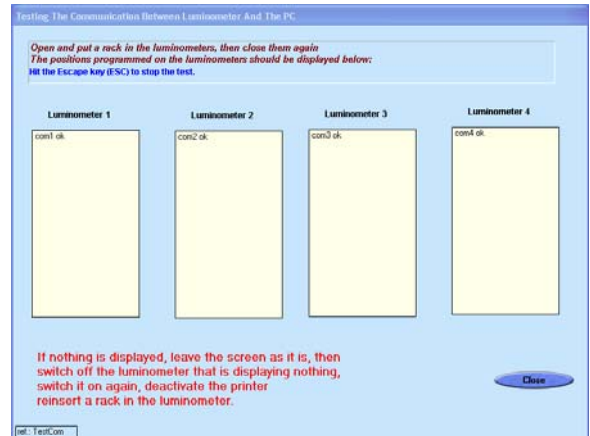 Testing The Communication Between Luminometer And The PC
Open and put a rack in the luminometers, then close them again
The positions programmed on the luminometers should be displayed below:
Hit the Escape key (ESC) to stop the test.
Luminometer 1 Luminometer 2 Luminometer 3 Luminometer 4
com1 ok com2 ok com3 ok com4 ok
If nothing is displayed, leave the screen as it is, then
switch off the luminometer that is displaying nothing,
switch it on again, deactivate the printer
reinsert a rack in the luminometer.
Close
ref.: TestCom